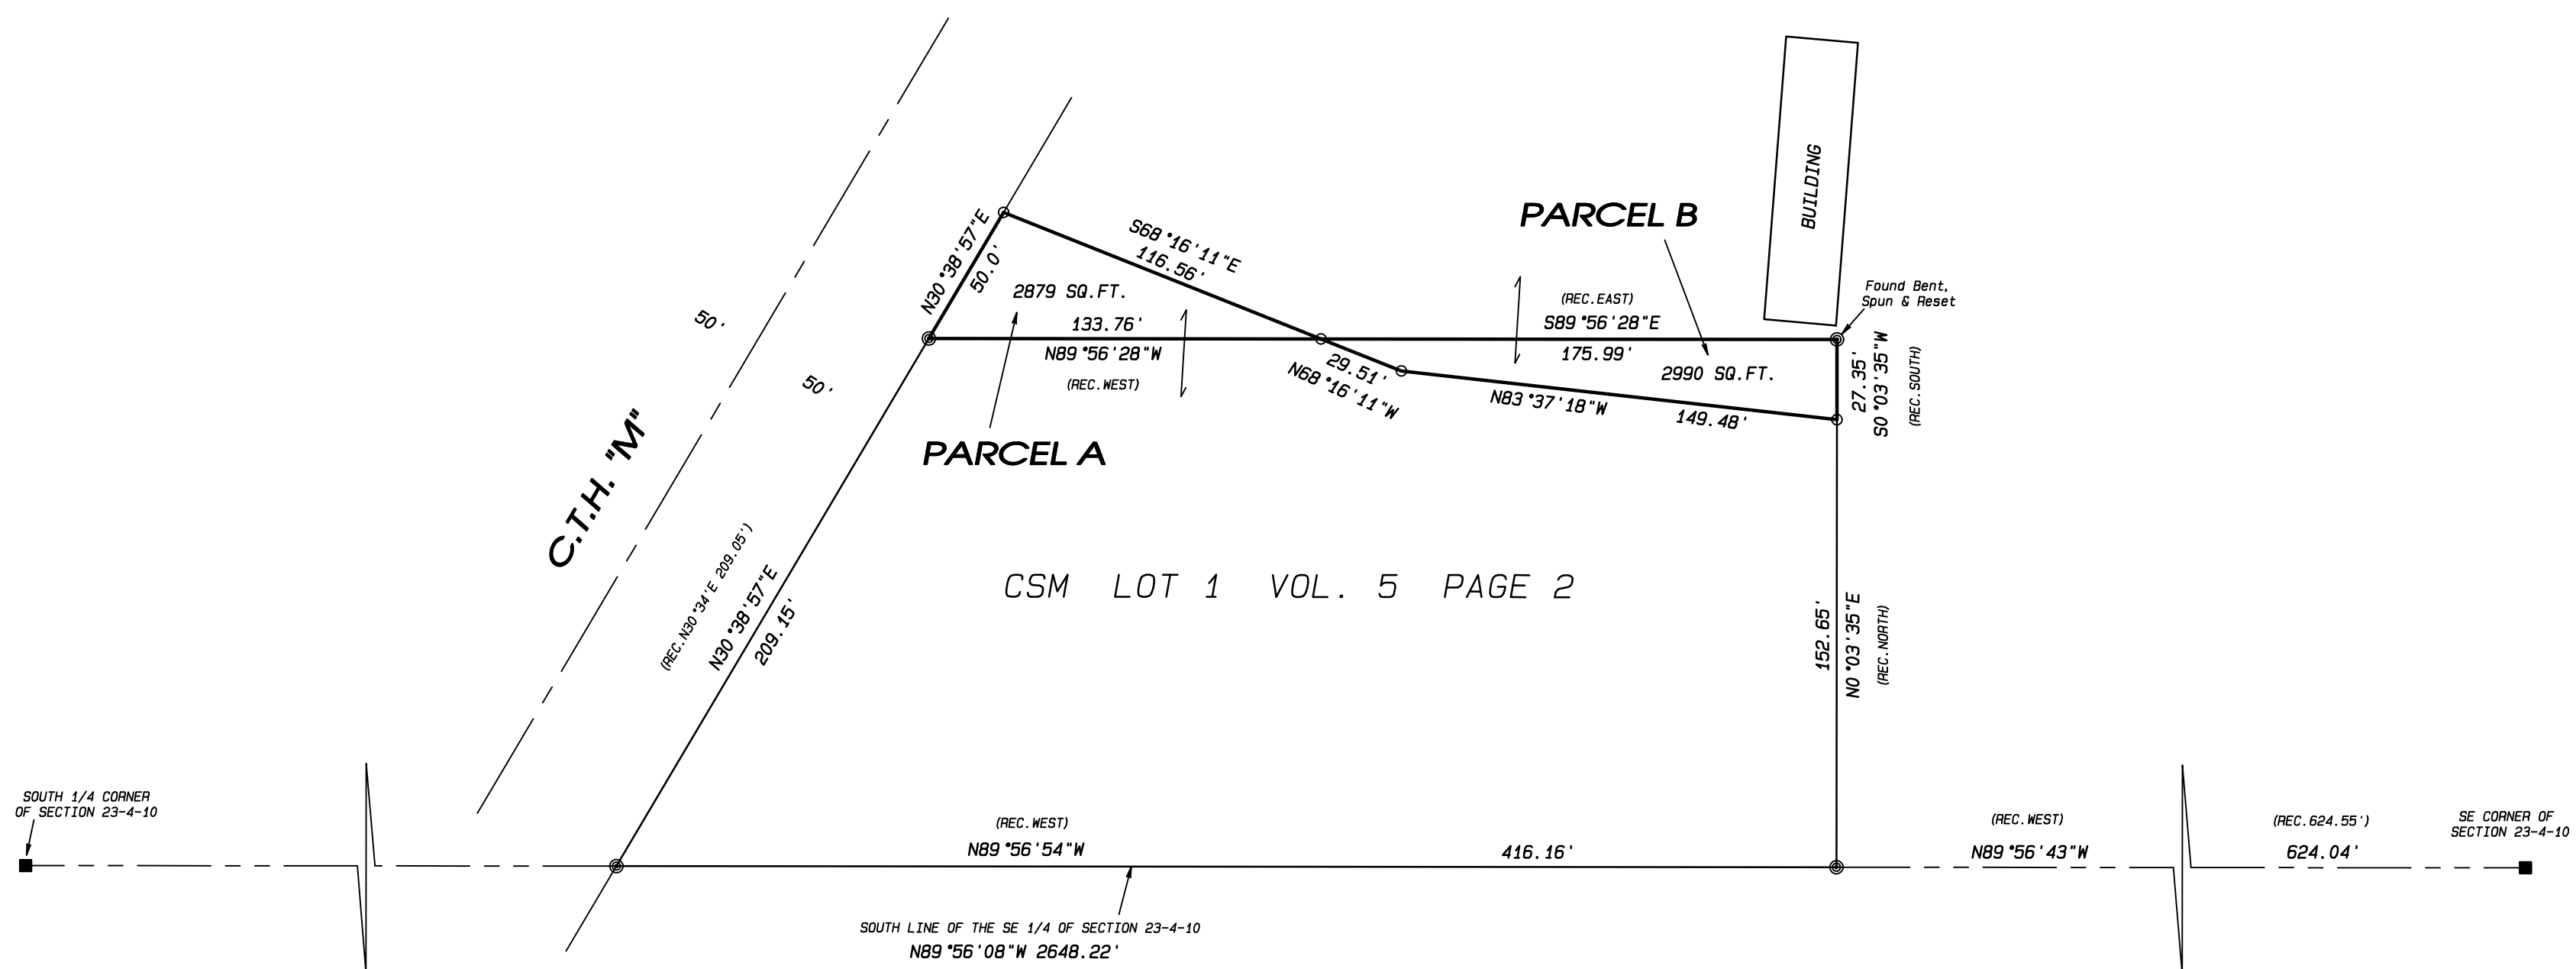 BUILDING
PARCEL B
S68°16'11"E
116.56'
N30°38'57"E
50.0'
2879 SQ.FT.
133.76'
N89°56'28"W
(REC.WEST)
(REC.EAST)
S89°56'28"E
175.99'
Found Bent,
Spun & Reset
27.35'
S0°03'35"W
(REC.SOUTH)
2990 SQ.FT.
29.51'
N68°16'11"W
N83°37'18"W
149.48'
50'
50'
PARCEL A
C.T.H. "M"
(REC.N30°34'E 209.05')
N30°38'57"E
209.15'
CSM LOT 1 VOL. 5 PAGE 2
152.65'
N0°03'35"E
(REC.NORTH)
SOUTH 1/4 CORNER
OF SECTION 23-4-10
(REC.WEST)
N89°56'54"W
416.16'
(REC.WEST)
N89°56'43"W
(REC.624.55')
624.04'
SE CORNER OF
SECTION 23-4-10
SOUTH LINE OF THE SE 1/4 OF SECTION 23-4-10
N89°56'08"W 2648.22'